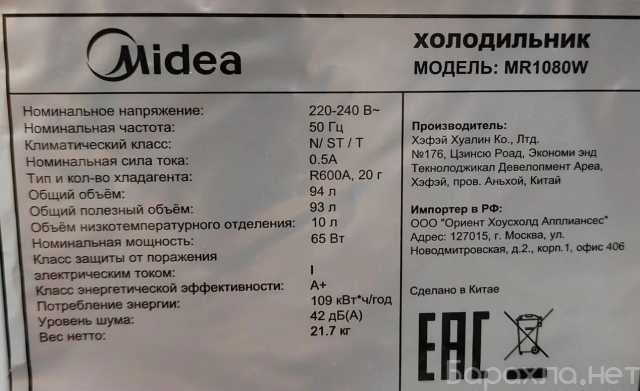 Midea
ХОЛОДИЛЬНИК
МОДЕЛЬ: MR1080W
Номинальное напряжение: 220-240 В~
Номинальная частота: 50 Гц
Климатический класс: N/ ST / T
Номинальная сила тока: 0.5А
Тип и кол-во хладагента: R600A, 20 г
Общий объём: 94 л
Общий полезный объём: 93 л
Объём низкотемпературного отделения: 10 л
Номинальная мощность: 65 Вт
Класс защиты от поражения
электрическим током: I
Класс энергетической эффективности: A+
Потребление энергии: 109 кВт*ч/год
Уровень шума: 42 дБ(А)
Вес нетто: 21.7 кг
Производитель:
Хэфэй Хуалин Ко., Лтд.
№176, Цзинсю Роад, Экономи энд
Текнолоджикал Девелопмент Ареа,
Хэфэй, пров. Аньхой, Китай
Импортер в РФ:
ООО "Ориент Хоусхолд Апплиансес"
Адрес: 127015, г. Москва, ул.
Новодмитровская, д.2., корп.1, офис 406
Сделано в Китае
EAC
Барахла.нет